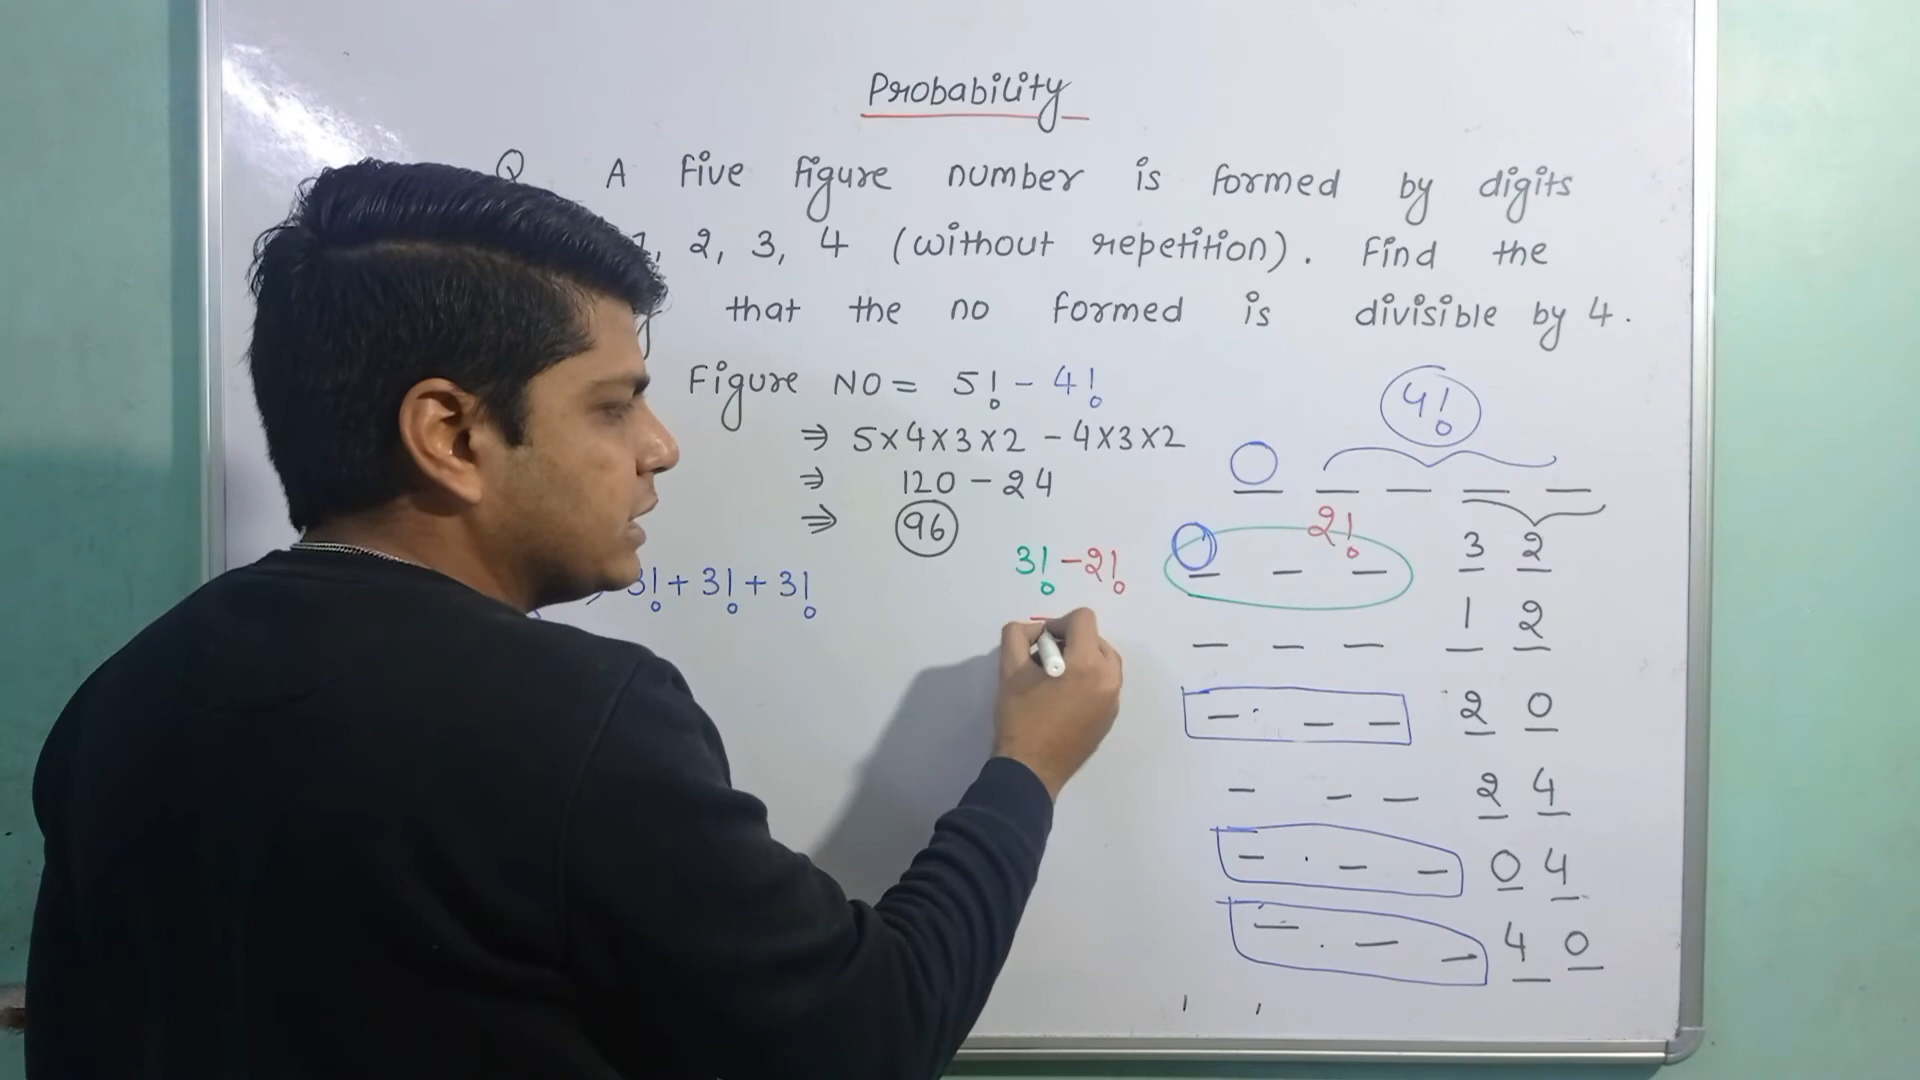 Probability
Q A five figure number is formed by digits
1, 2, 3, 4 (without repetition). Find the
that the no formed is divisible by 4.
Figure NO = 5! - 4!
⇒ 5×4×3×2 - 4×3×2
⇒ 120 - 24
⇒ 96
3! + 3! + 3!
3! - 2!
4!
0
2!
0 3 2
1 2
2 0
2 4
0 4
4 0